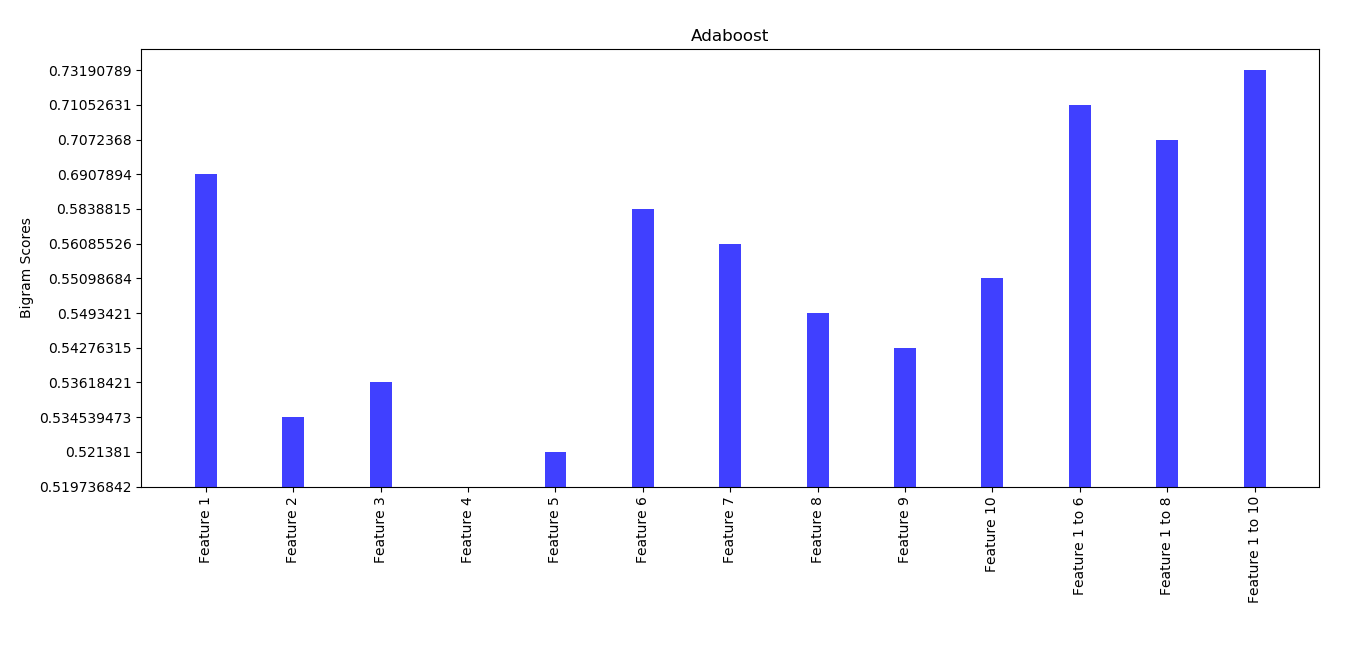 Adaboost
0.73190789
0.71052631
0.7072368
0.6907894
0.5838815
0.56085526
0.55098684
0.5493421
0.54276315
0.53618421
0.534539473
0.521381
0.519736842
Bigram Scores
Feature 1
Feature 2
Feature 3
Feature 4
Feature 5
Feature 6
Feature 7
Feature 8
Feature 9
Feature 10
Feature 1 to 6
Feature 1 to 8
Feature 1 to 10